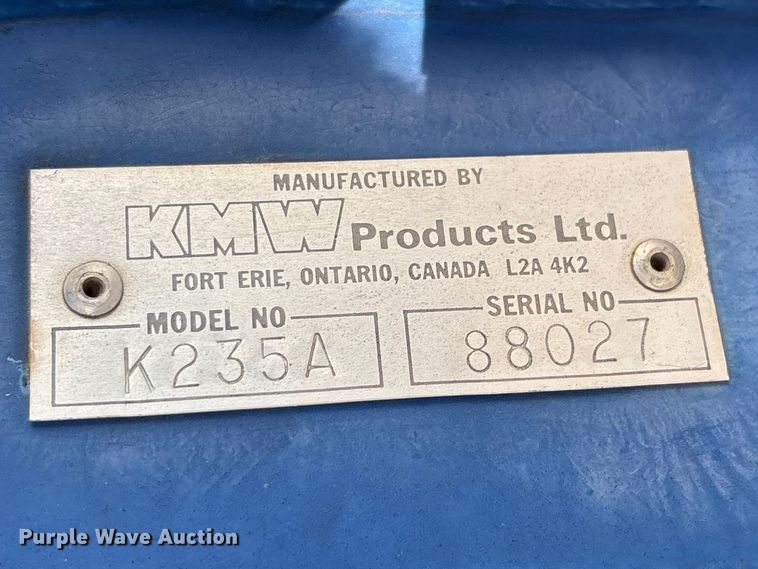 MANUFACTURED BY
KMW Products Ltd.
FORT ERIE, ONTARIO, CANADA L2A 4K2
MODEL NO
K235A
SERIAL NO
88027
Purple Wave Auction